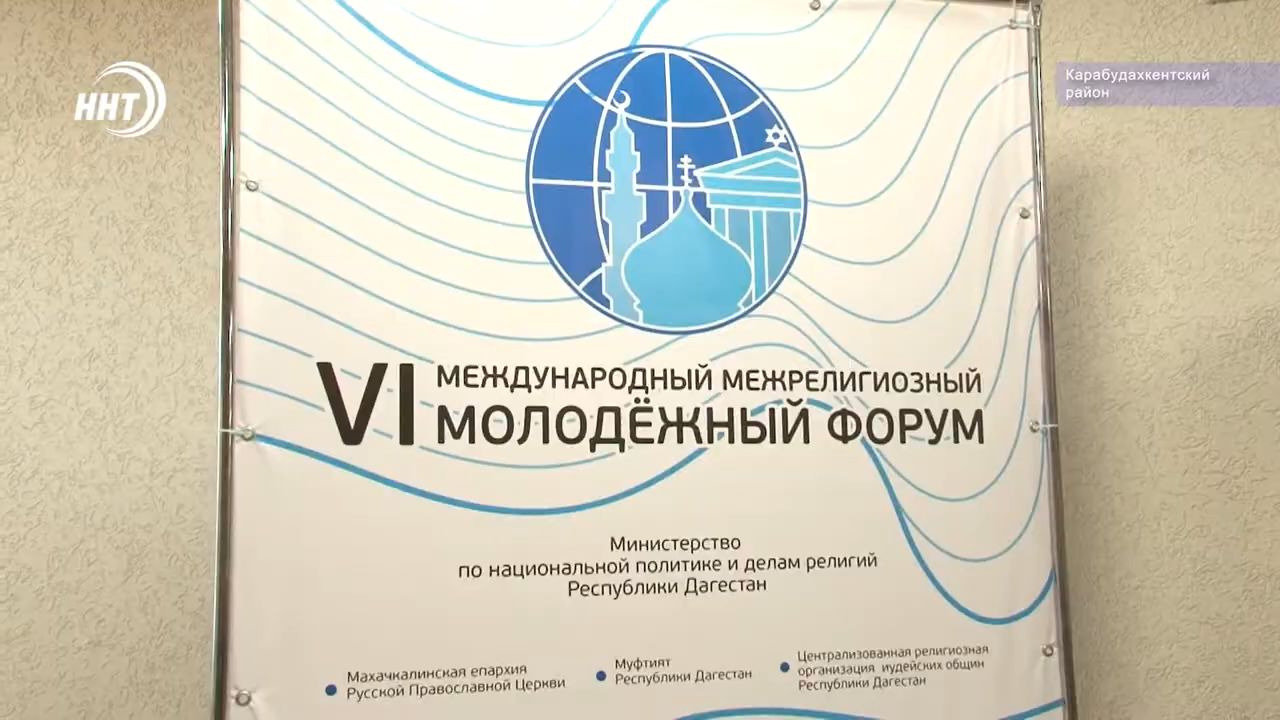 ННТ
Карабудахкентский
район
VI МЕЖДУНАРОДНЫЙ МЕЖРЕЛИГИОЗНЫЙ
МОЛОДЁЖНЫЙ ФОРУМ
Министерство
по национальной политике и делам религий
Республики Дагестан
Махачкалинская епархия
Русской Православной Церкви
Муфтият
Республики Дагестан
Централизованная религиозная
организация иудейских общин
Республики Дагестан